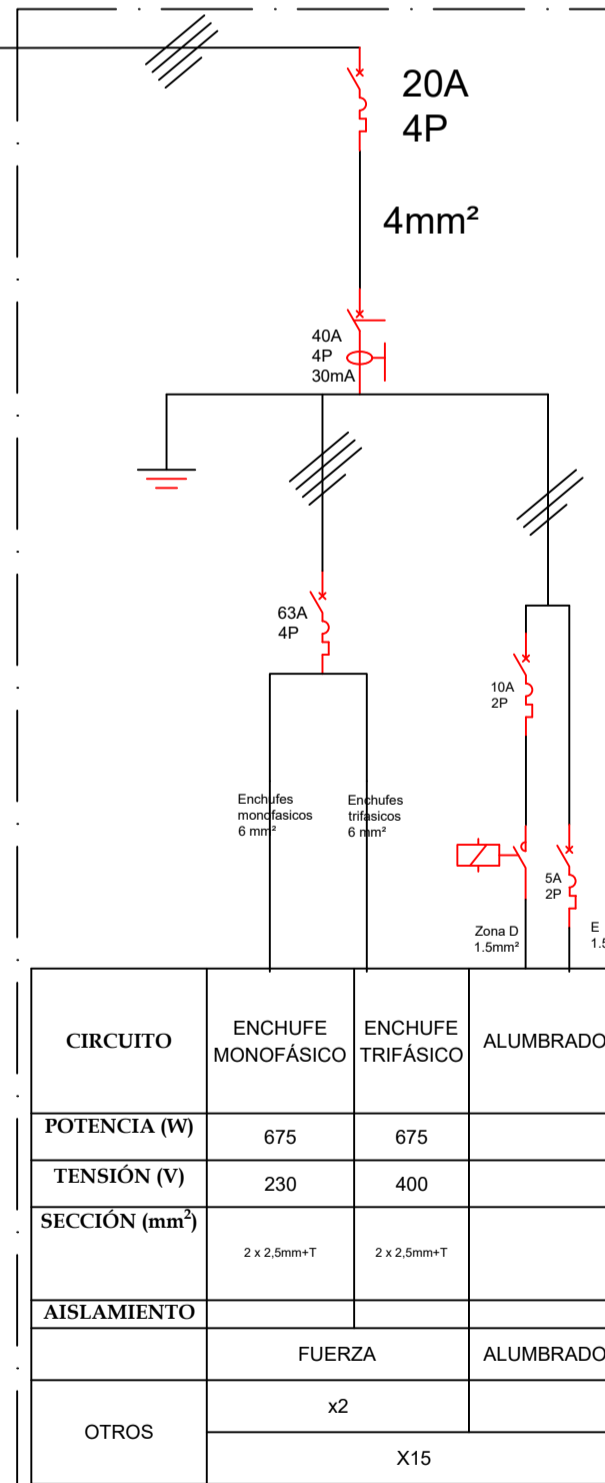 20A
4P
4mm²
40A
4P
30mA
63A
4P
10A
2P
Enchufes
monofasicos
6 mm²
Enchufes
trifasicos
6 mm²
5A
2P
Zona D
1.5mm²
E
1.5
CIRCUITO
ENCHUFE
MONOFÁSICO
ENCHUFE
TRIFÁSICO
ALUMBRADO
POTENCIA (W)
675
675
TENSIÓN (V)
230
400
SECCIÓN (mm²)
2 x 2,5mm+T
2 x 2,5mm+T
AISLAMIENTO
FUERZA
ALUMBRADO
OTROS
x2
X15